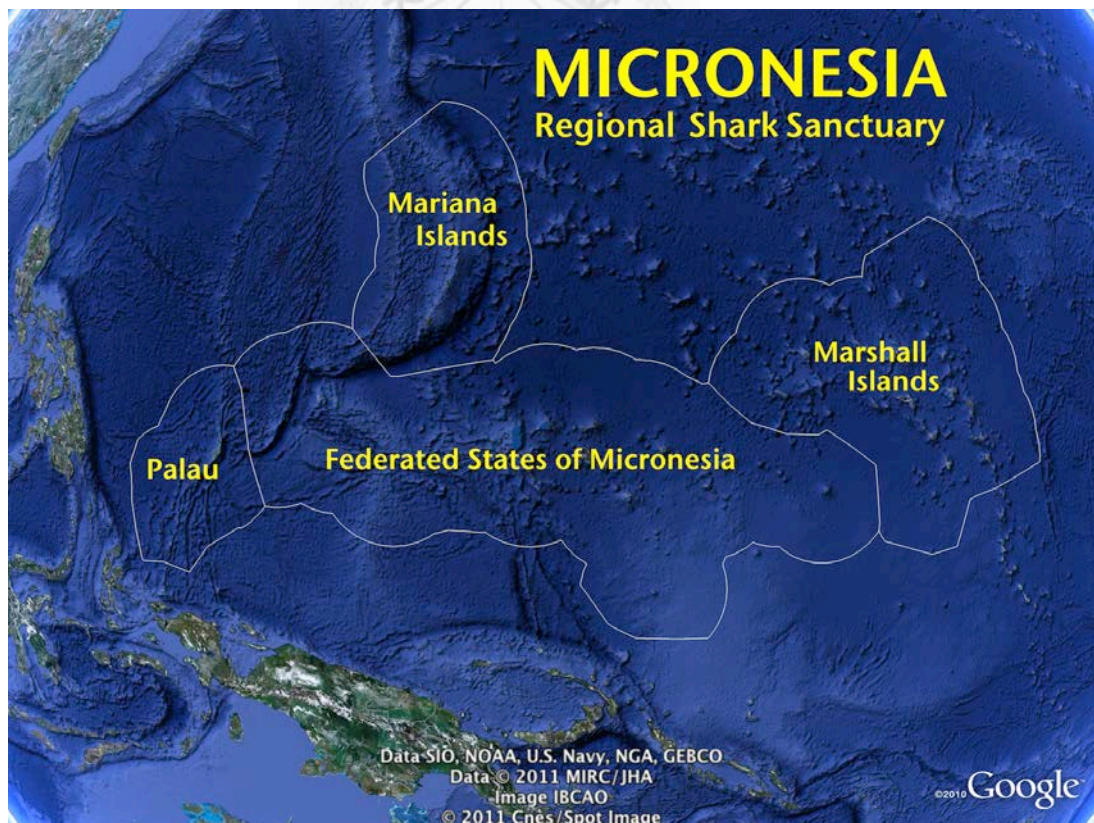 MICRONESIA
Regional Shark Sanctuary
Mariana
Islands
Marshall
Islands
Palau
Federated States of Micronesia
Data SIO, NOAA, U.S. Navy, NGA, GEBCO
Data © 2011 MIRC/JHA
Image IBCAO
© 2011 Cnes/Spot Image
©2010 Google